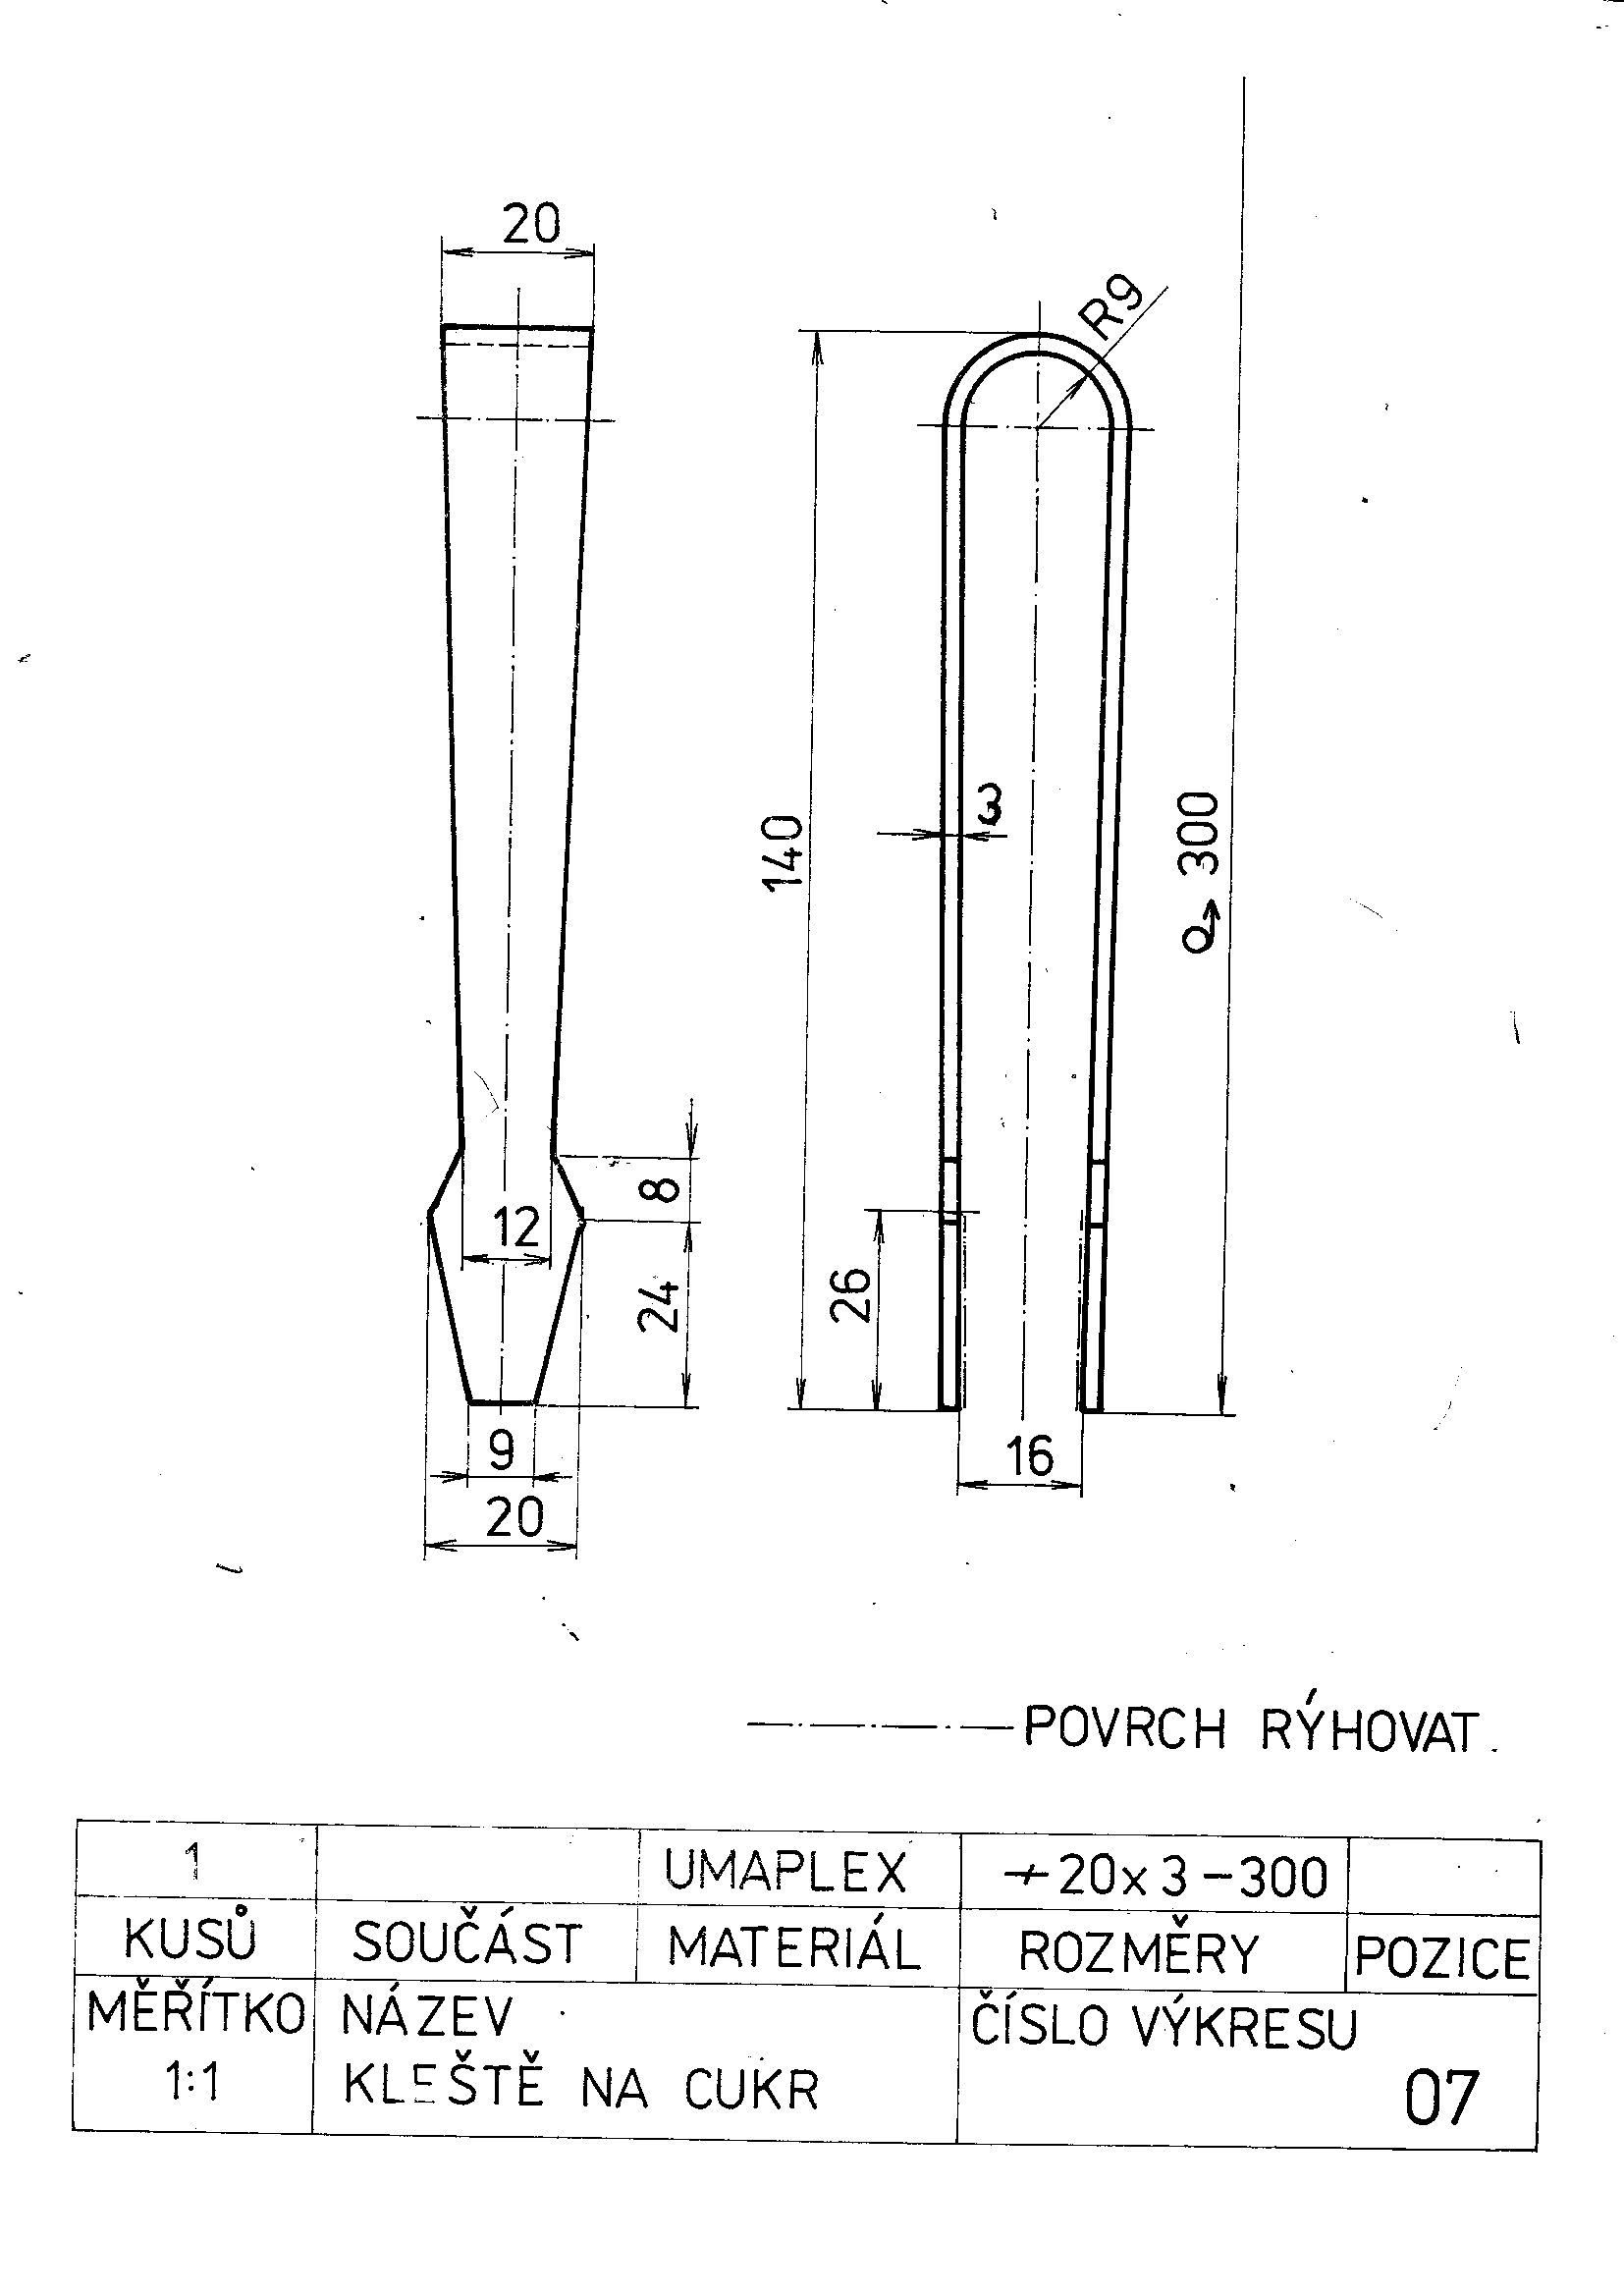 20
R9
3
140
300
8
12
24
26
9
16
20
POVRCH RÝHOVAT.
1 UMAPLEX 20x3-300
KUSŮ SOUČÁST MATERIÁL ROZMĚRY POZICE
MĚŘÍTKO NÁZEV ČÍSLO VÝKRESU
1:1 KLEŠTĚ NA CUKR 07